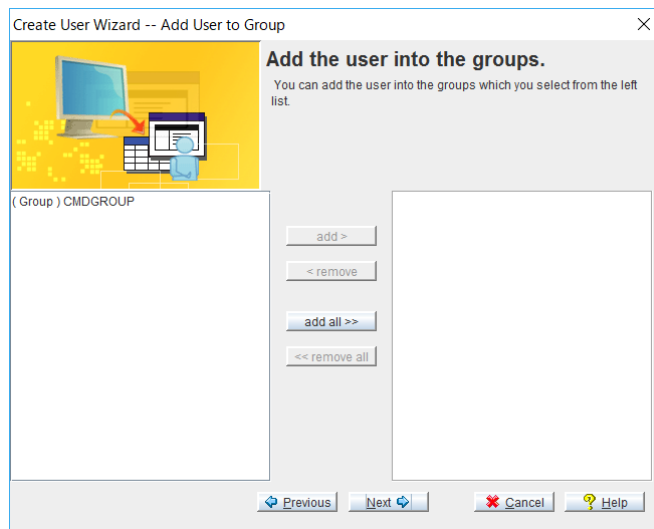 Create User Wizard -- Add User to Group
Add the user into the groups.
You can add the user into the groups which you select from the left
list.
( Group ) CMDGROUP
add >
< remove
add all >>
<< remove all
Previous
Next
Cancel
? Help